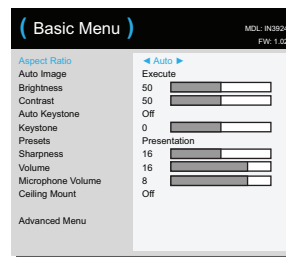 ( Basic Menu )
MDL: IN3924
FW: 1.02
Aspect Ratio ◄ Auto ►
Auto Image Execute
Brightness 50
Contrast 50
Auto Keystone Off
Keystone 0
Presets Presentation
Sharpness 16
Volume 16
Microphone Volume 8
Ceiling Mount Off
Advanced Menu